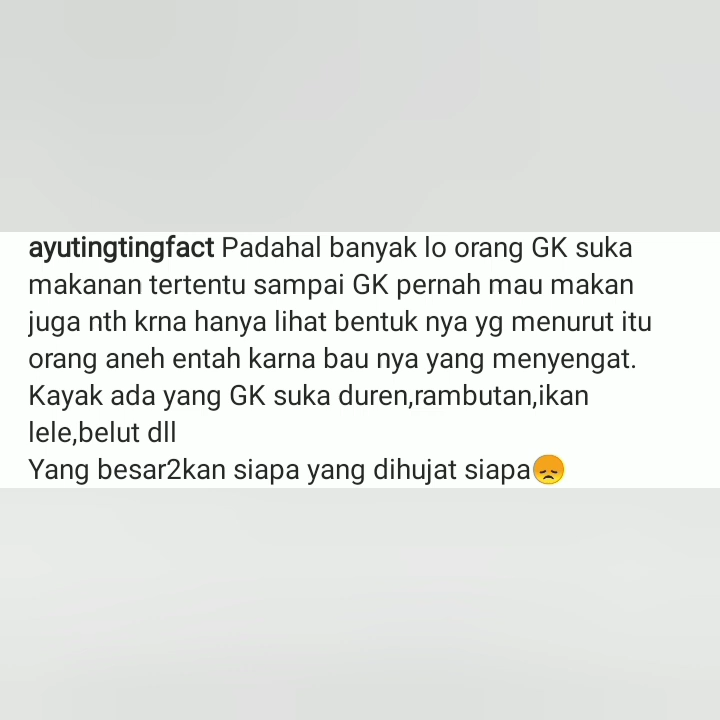 ayutingtingfact Padahal banyak lo orang GK suka
makanan tertentu sampai GK pernah mau makan
juga nth krna hanya lihat bentuk nya yg menurut itu
orang aneh entah karna bau nya yang menyengat.
Kayak ada yang GK suka duren,rambutan,ikan
lele,belut dll
Yang besar2kan siapa yang dihujat siapa😞